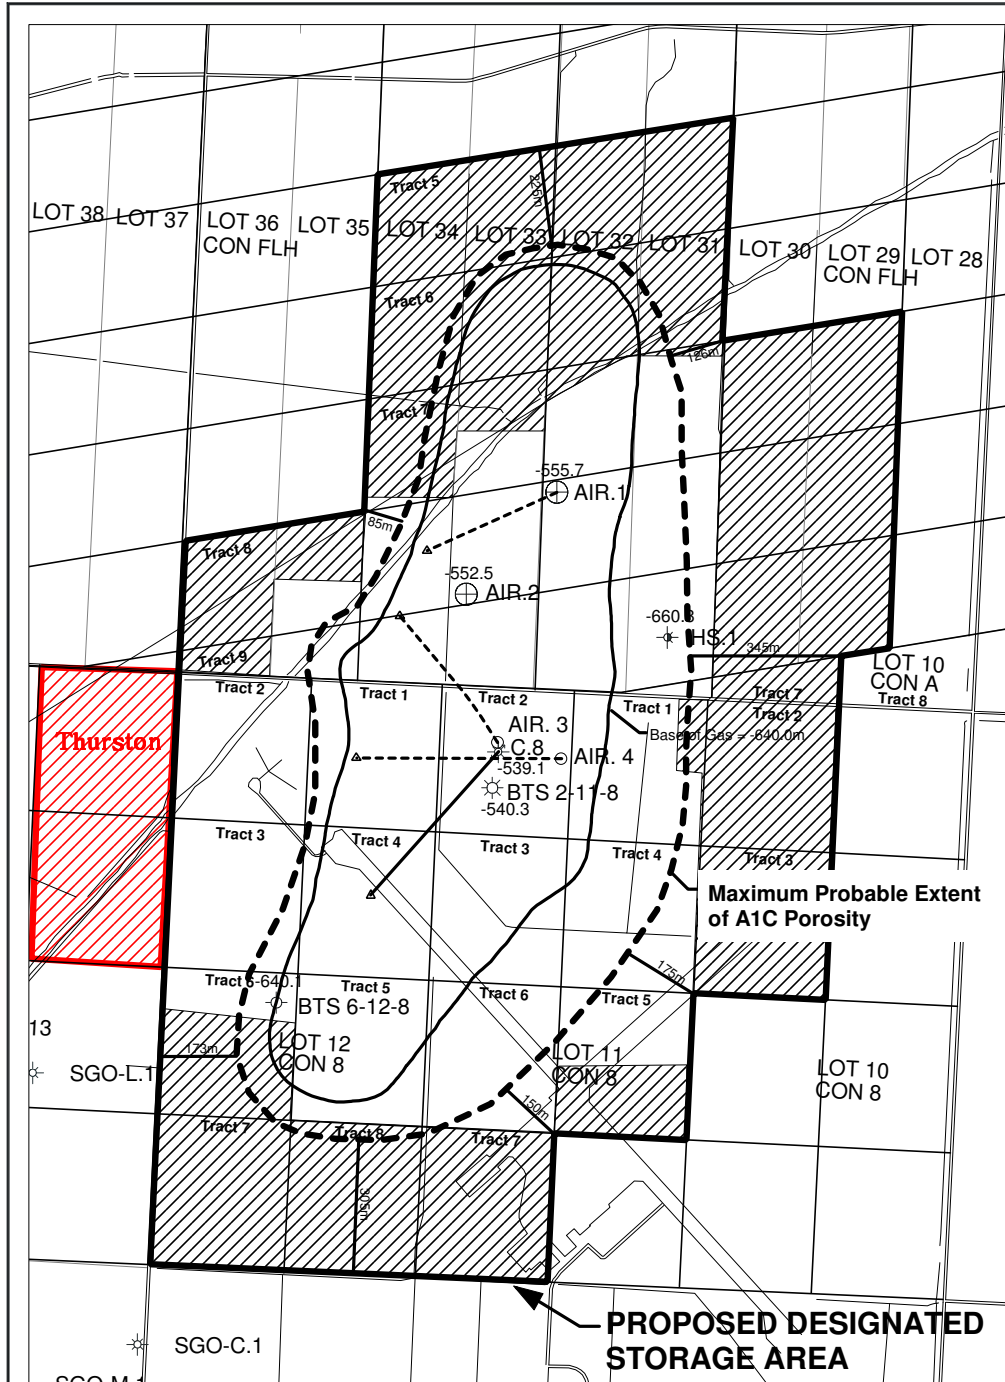 Tract 5
225m
LOT 38
LOT 37
LOT 36
CON FLH
LOT 35
LOT 34
LOT 33
LOT 32
LOT 31
LOT 30
LOT 29
CON FLH
LOT 28
Tract 6
126m
Tract 7
-555.7
AIR.1
85m
Tract 8
-552.5
AIR.2
-660.8
HS.1
345m
Tract 9
LOT 10
CON A
Tract 8
Tract 2
Tract 1
Tract 2
Tract 1
Tract 7
Tract 2
Thurston
AIR. 3
C.8
-539.1
AIR. 4
Base of Gas = -640.0m
BTS 2-11-8
-540.3
Tract 3
Tract 4
Tract 3
Tract 4
Tract 3
Maximum Probable Extent
of A1C Porosity
175m
Tract 6
-640.1
Tract 5
Tract 6
Tract 5
BTS 6-12-8
13
LOT 12
CON 8
173m
LOT 11
CON 8
LOT 10
CON 8
SGO-L.1
150m
Tract 7
Tract 8
Tract 7
305m
PROPOSED DESIGNATED
STORAGE AREA
SGO-C.1
SGO-M.1